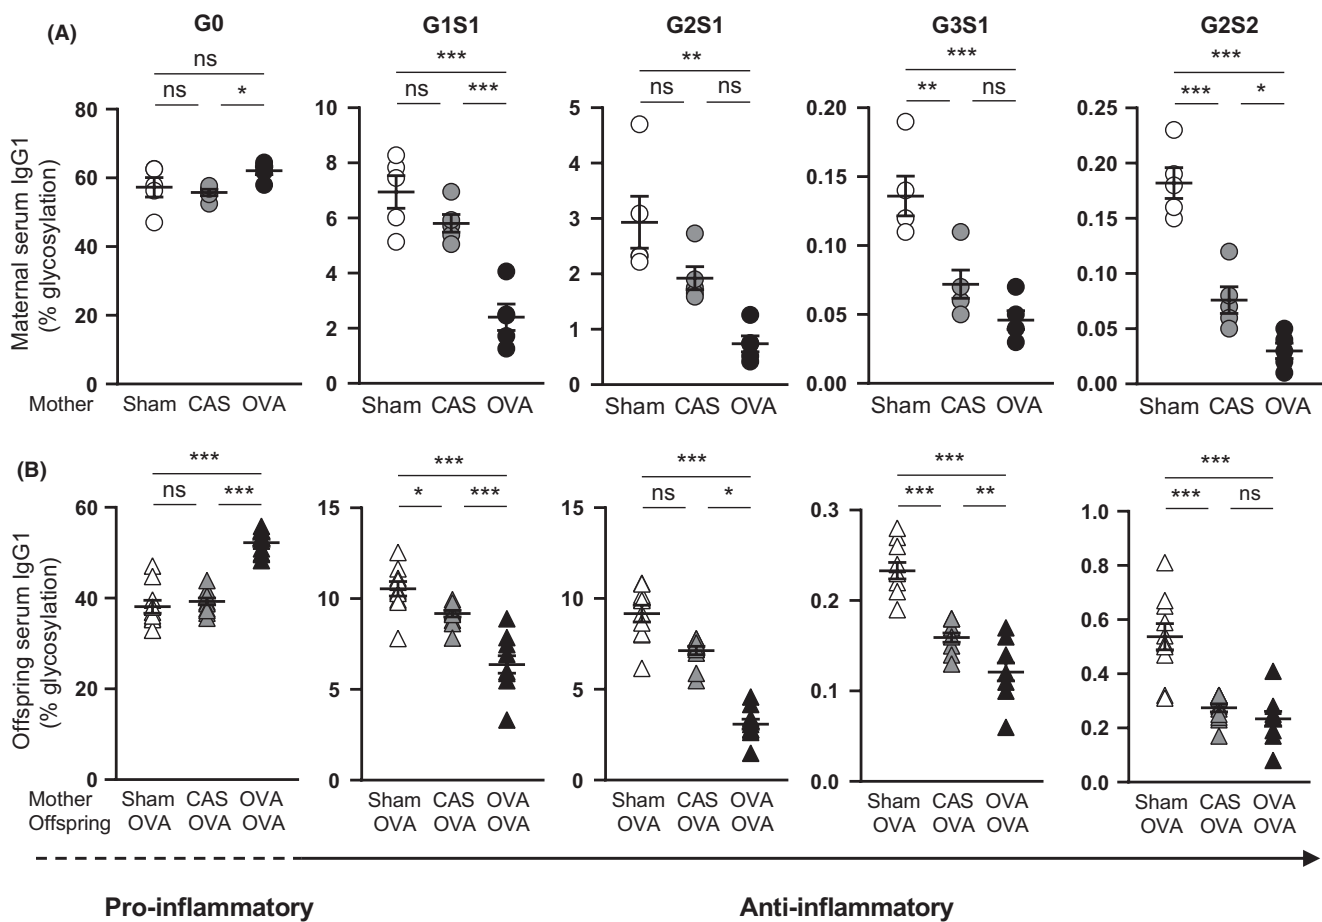 (A)
G0 G1S1 G2S1 G3S1 G2S2
ns *** ** *** ***
ns * ns *** ns ns ** ns *** *
80 10 5 0.20 0.25
60 8 4 0.15 0.20
40 6 3 0.10 0.15
20 4 2 0.05 0.10
0 2 1 0.00 0.05
0 0 0.00
Maternal serum IgG1
(% glycosylation)
Mother Sham CAS OVA Sham CAS OVA Sham CAS OVA Sham CAS OVA Sham CAS OVA
(B)
*** *** *** *** ***
ns *** * *** ns * *** ** *** ns
60 15 15 0.3 1.0
40 10 10 0.2 0.8
20 5 5 0.1 0.6
0 0 0 0.0 0.4
0.2
0.0
Offspring serum IgG1
(% glycosylation)
Mother Sham CAS OVA Sham CAS OVA Sham CAS OVA Sham CAS OVA Sham CAS OVA
Offspring OVA OVA OVA OVA OVA OVA OVA OVA OVA OVA OVA OVA OVA OVA OVA
Pro-inflammatory Anti-inflammatory